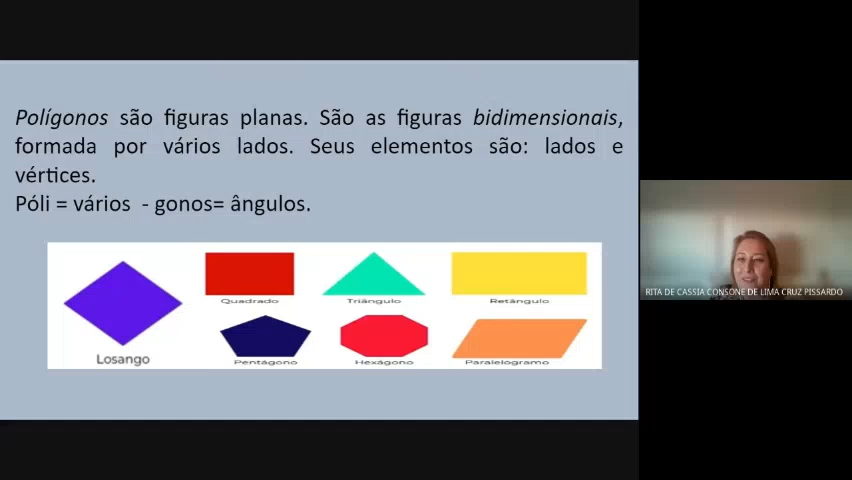 Polígonos são figuras planas. São as figuras bidimensionais,
formada por vários lados. Seus elementos são: lados e
vértices.
Póli = vários - gonos= ângulos.
Quadrado
Triângulo
Retângulo
Losango
Pentágono
Hexágono
Paralelogramo
RITA DE CASSIA CONSONE DE LIMA CRUZ PISSARDO